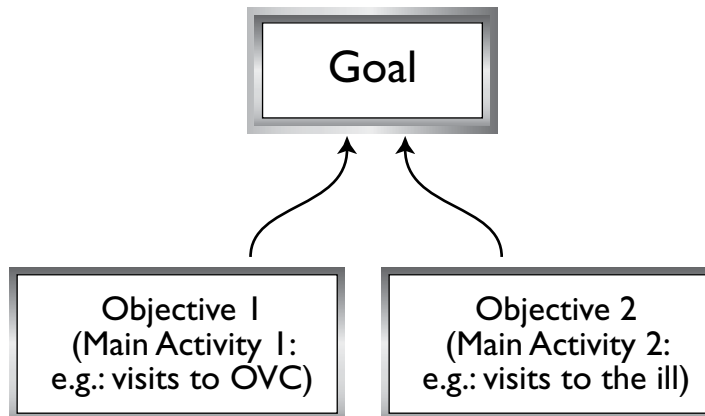 Goal
Objective 1
(Main Activity 1:
e.g.: visits to OVC)
Objective 2
(Main Activity 2:
e.g.: visits to the ill)